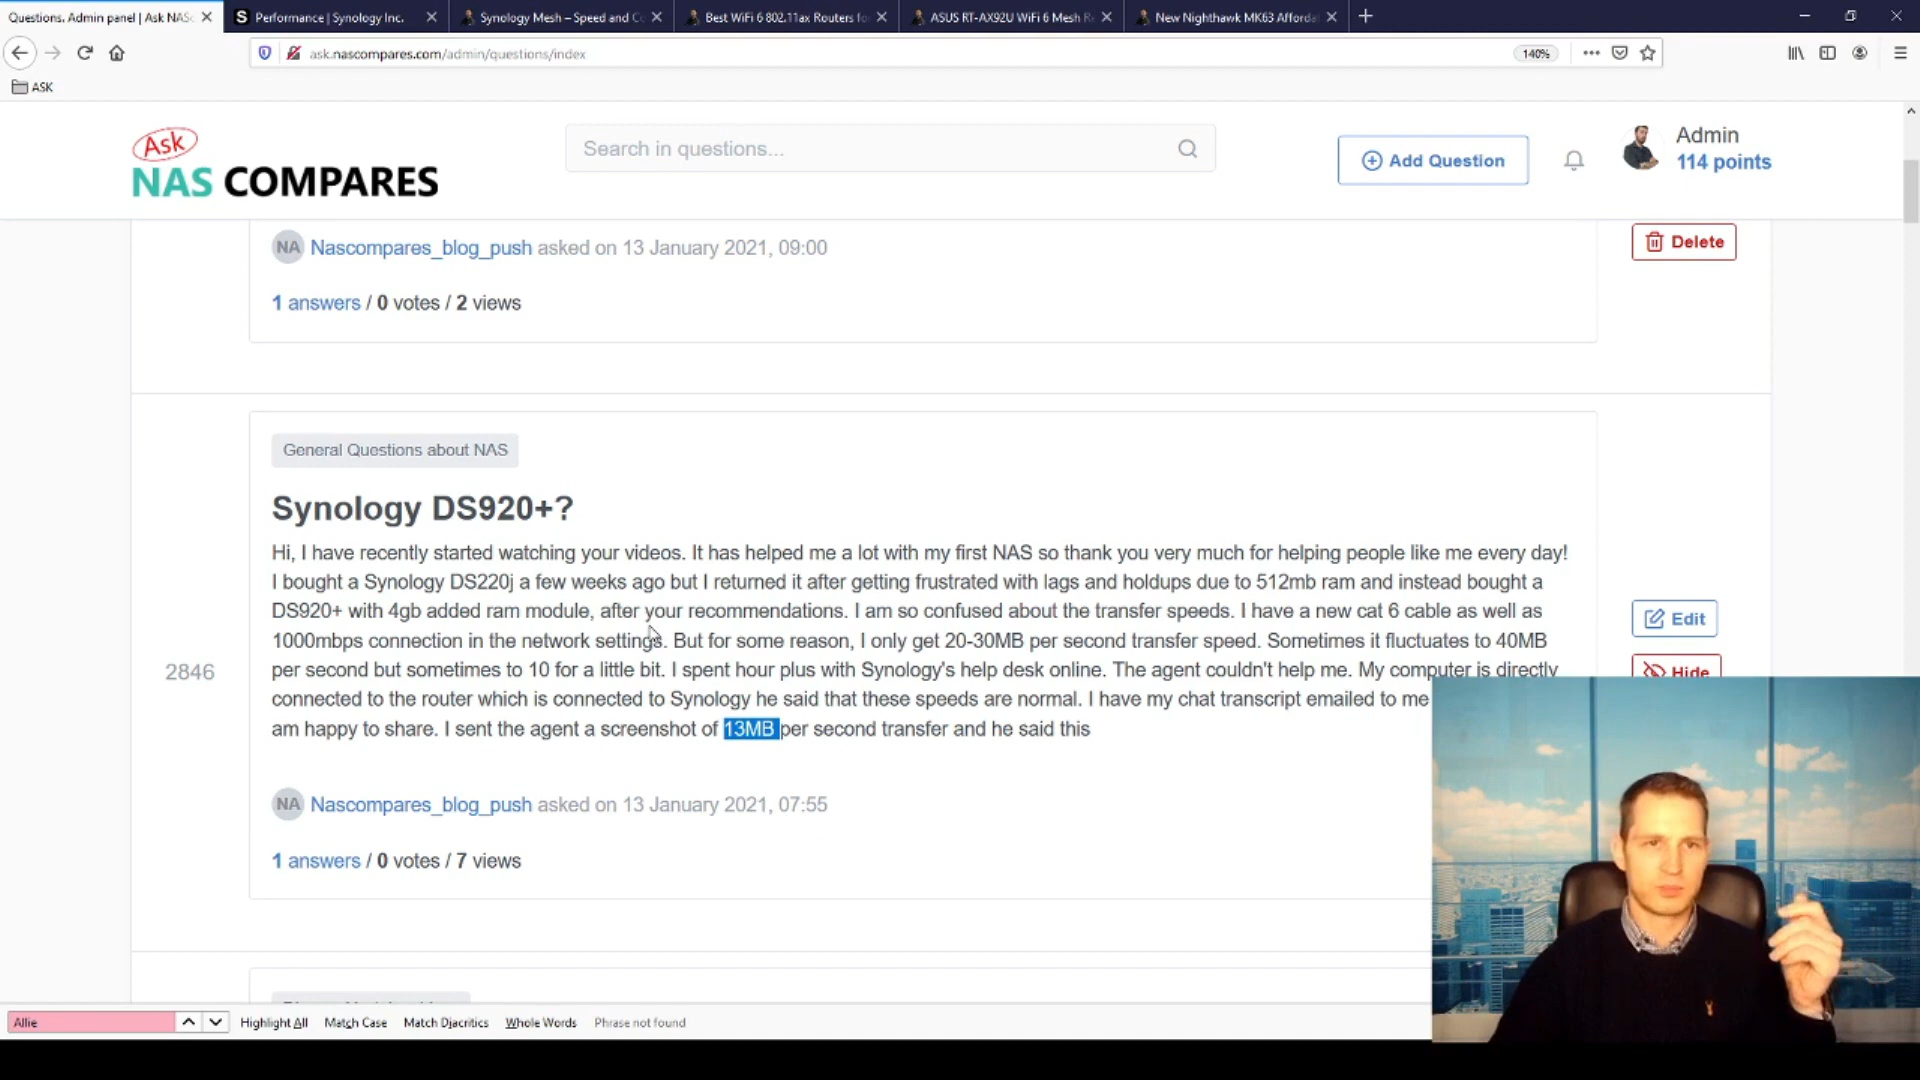 Questions, Admin panel | Ask NAS
Performance | Synology Inc.
Synology Mesh – Speed and Co
Best WiFi 6 802.11ax Routers fo
ASUS RT-AX92U WiFi 6 Mesh R
New Nighthawk MK63 Afforda
ask.nascompares.com/admin/questions/index
140%
ASK
Ask
NAS COMPARES
Search in questions...
Add Question
Admin
114 points
NA Nascompares_blog_push asked on 13 January 2021, 09:00
Delete
1 answers / 0 votes / 2 views
General Questions about NAS
Synology DS920+?
Hi, I have recently started watching your videos. It has helped me a lot with my first NAS so thank you very much for helping people like me every day!
I bought a Synology DS220j a few weeks ago but I returned it after getting frustrated with lags and holdups due to 512mb ram and instead bought a
DS920+ with 4gb added ram module, after your recommendations. I am so confused about the transfer speeds. I have a new cat 6 cable as well as
1000mbps connection in the network settings. But for some reason, I only get 20-30MB per second transfer speed. Sometimes it fluctuates to 40MB
per second but sometimes to 10 for a little bit. I spent hour plus with Synology's help desk online. The agent couldn't help me. My computer is directly
connected to the router which is connected to Synology he said that these speeds are normal. I have my chat transcript emailed to me
am happy to share. I sent the agent a screenshot of 13MB per second transfer and he said this
2846
Edit
Hide
NA Nascompares_blog_push asked on 13 January 2021, 07:55
1 answers / 0 votes / 7 views
Allie
Highlight All
Match Case
Match Diacritics
Whole Words
Phrase not found